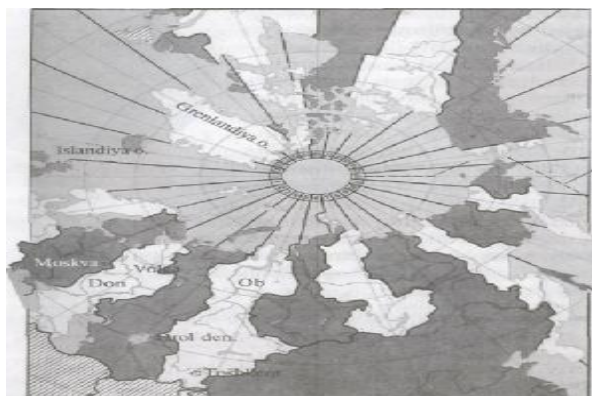 Grenlandiya o.
Islandiya o.
Moskva
Volga
Don
Ob
Orol den.
Toshkent